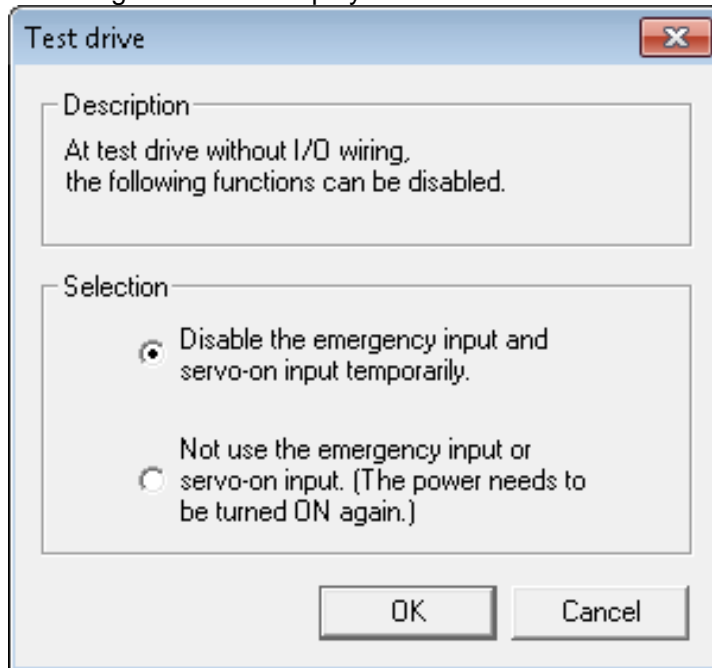 Test drive
Description
At test drive without I/O wiring,
the following functions can be disabled.
Selection
Disable the emergency input and
servo-on input temporarily.
Not use the emergency input or
servo-on input. (The power needs to
be turned ON again.)
OK
Cancel